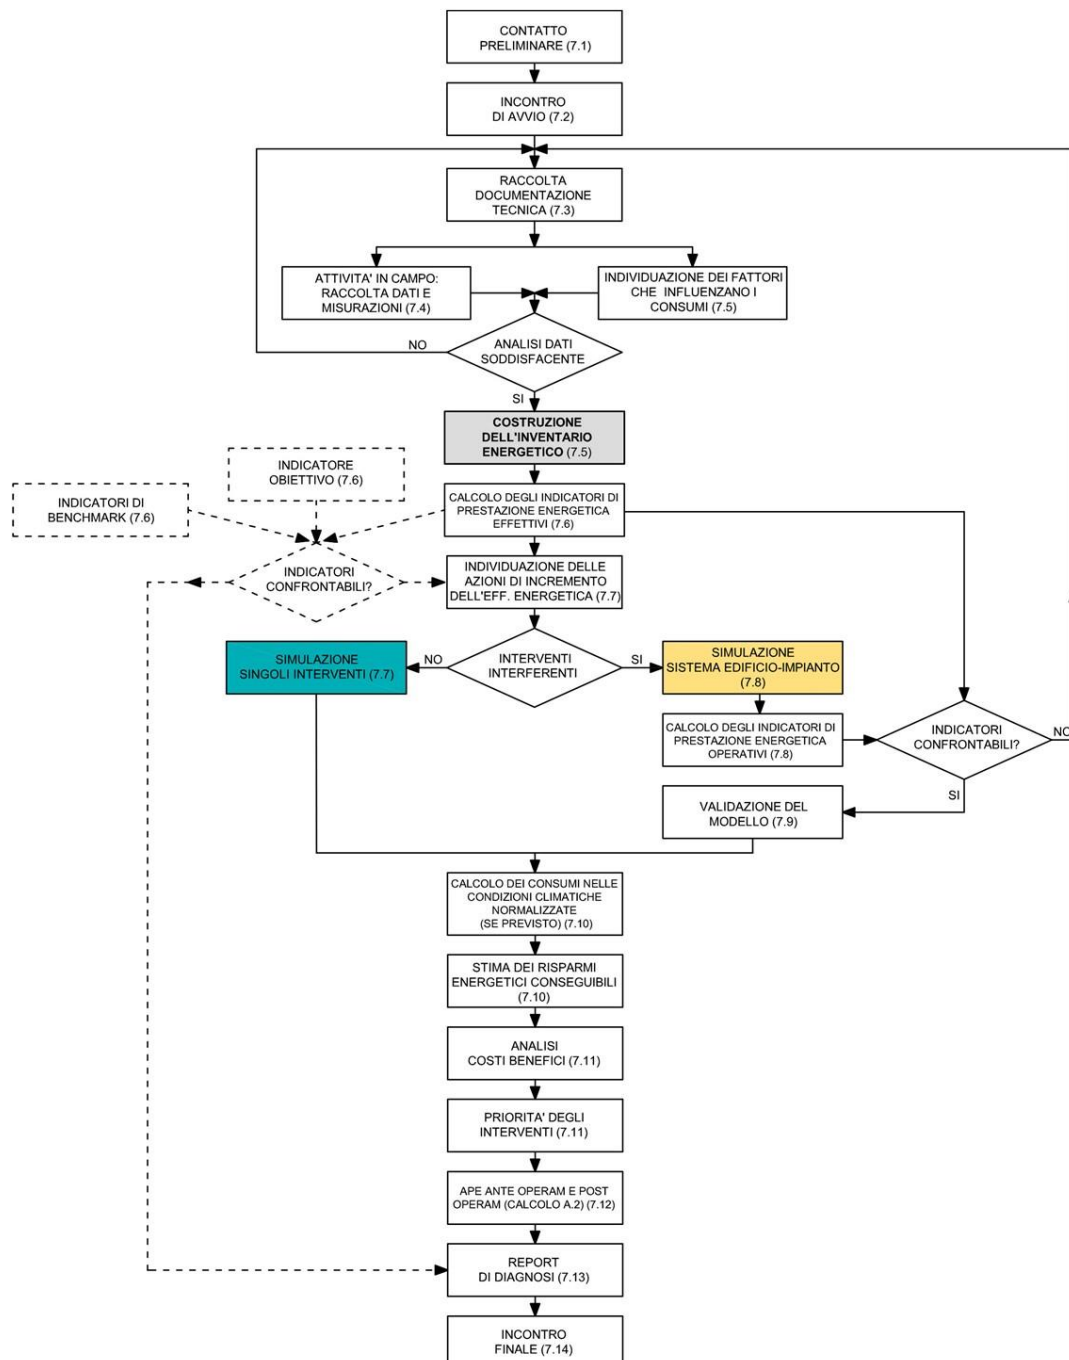 CONTATTO
PRELIMINARE (7.1)
INCONTRO
DI AVVIO (7.2)
RACCOLTA
DOCUMENTAZIONE
TECNICA (7.3)
ATTIVITA' IN CAMPO:
RACCOLTA DATI E
MISURAZIONI (7.4)
INDIVIDUAZIONE DEI FATTORI
CHE INFLUENZANO I
CONSUMI (7.5)
NO
ANALISI DATI
SODDISFACENTE
SI
COSTRUZIONE
DELL'INVENTARIO
ENERGETICO (7.5)
INDICATORE
OBIETTIVO (7.6)
INDICATORI DI
BENCHMARK (7.6)
CALCOLO DEGLI INDICATORI DI
PRESTAZIONE ENERGETICA
EFFETTIVI (7.6)
INDICATORI
CONFRONTABILI?
INDIVIDUAZIONE DELLE
AZIONI DI INCREMENTO
DELL'EFF. ENERGETICA (7.7)
SIMULAZIONE
SINGOLI INTERVENTI (7.7)
NO
INTERVENTI
INTERFERENTI
SI
SIMULAZIONE
SISTEMA EDIFICIO-IMPIANTO
(7.8)
CALCOLO DEGLI INDICATORI DI
PRESTAZIONE ENERGETICA
OPERATIVI (7.8)
INDICATORI
CONFRONTABILI?
NO
SI
VALIDAZIONE DEL
MODELLO (7.9)
CALCOLO DEI CONSUMI NELLE
CONDIZIONI CLIMATICHE
NORMALIZZATE
(SE PREVISTO) (7.10)
STIMA DEI RISPARMI
ENERGETICI CONSEGUIBILI
(7.10)
ANALISI
COSTI BENEFICI (7.11)
PRIORITA' DEGLI
INTERVENTI (7.11)
APE ANTE OPERAM E POST
OPERAM (CALCOLO A.2) (7.12)
REPORT
DI DIAGNOSI (7.13)
INCONTRO
FINALE (7.14)